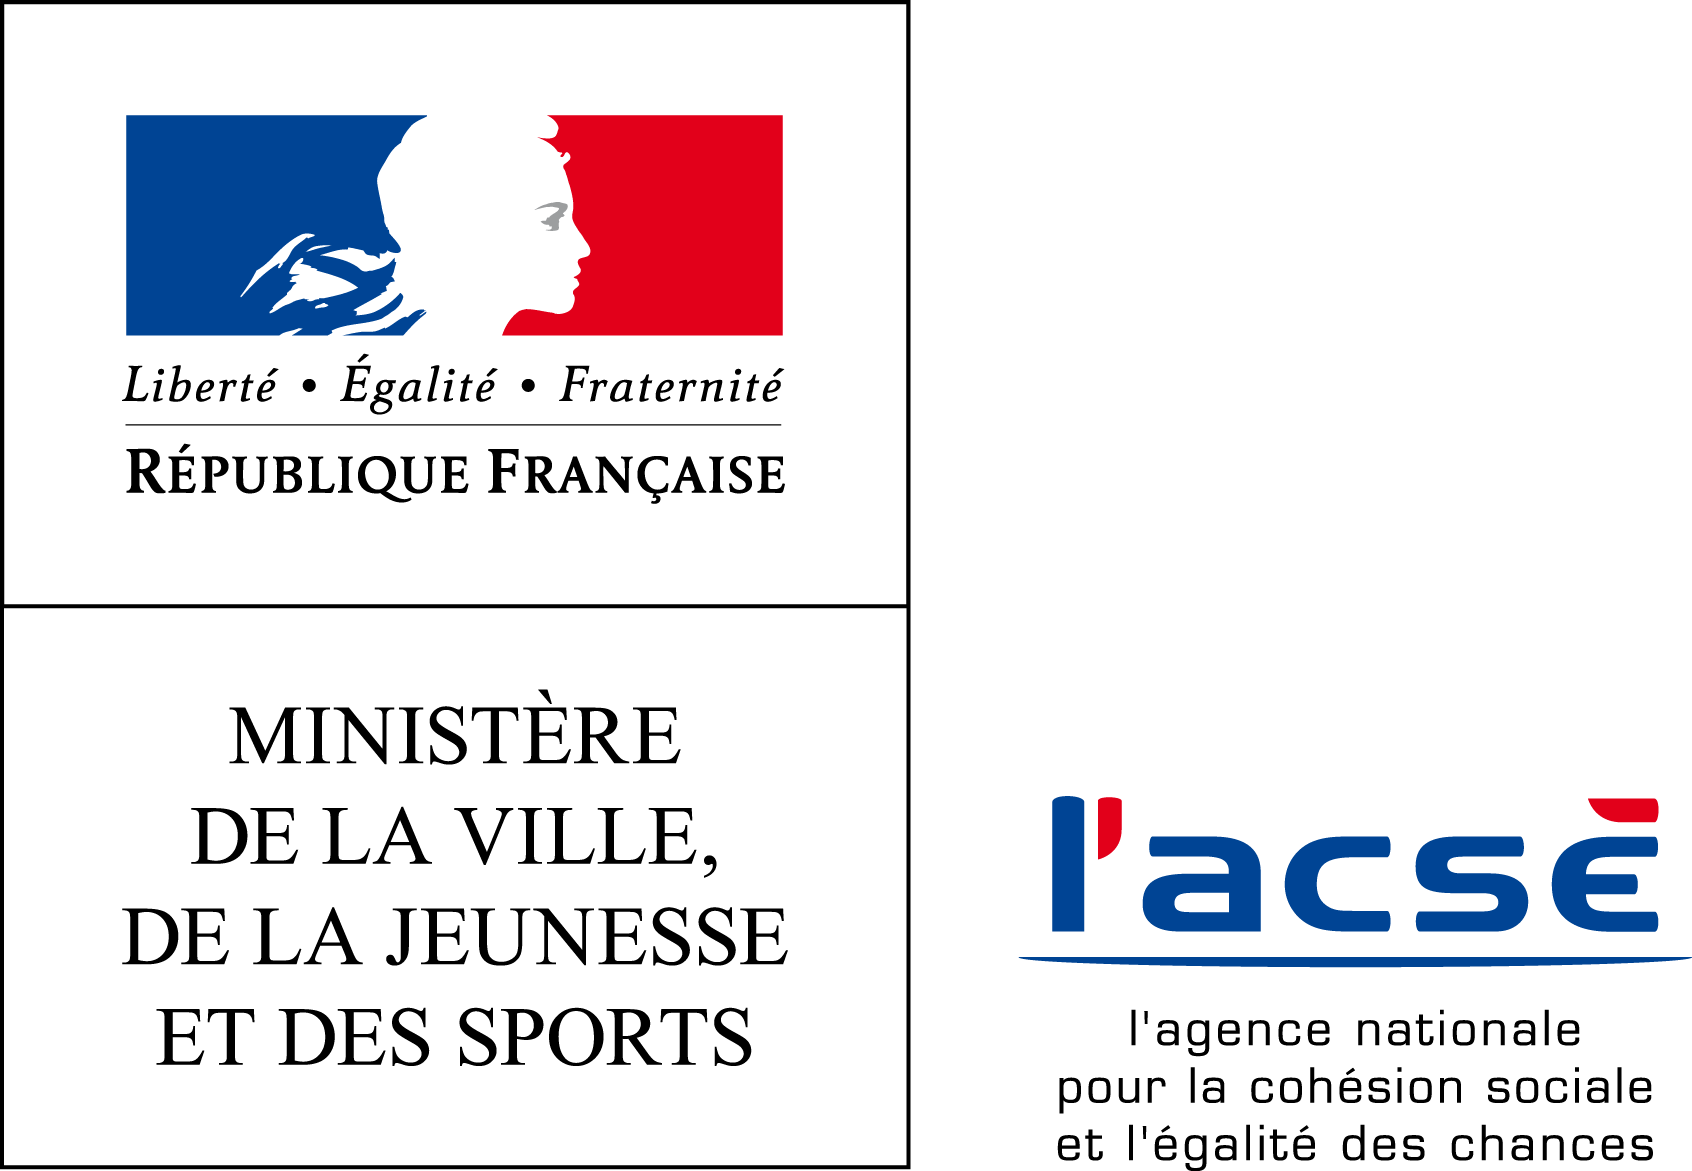 Liberté • Égalité • Fraternité
RÉPUBLIQUE FRANÇAISE
MINISTÈRE
DE LA VILLE,
DE LA JEUNESSE
ET DES SPORTS
l'acsé
l'agence nationale
pour la cohésion sociale
et l'égalité des chances